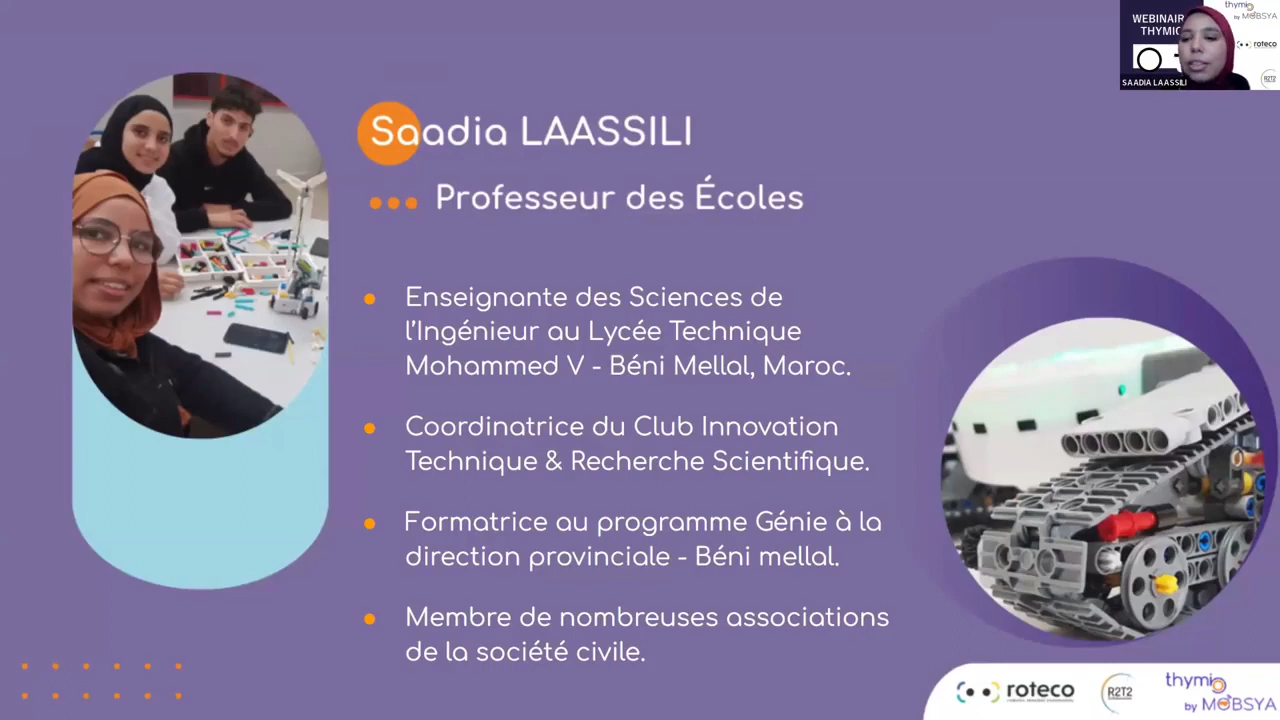 WEBINAIR
THYMIO
SAADIA LAASSILI
thymio
by MOBSYA
roteco
R2T2
Saadia LAASSILI
Professeur des Écoles
Enseignante des Sciences de
l'Ingénieur au Lycée Technique
Mohammed V - Béni Mellal, Maroc.
Coordinatrice du Club Innovation
Technique & Recherche Scientifique.
Formatrice au programme Génie à la
direction provinciale - Béni mellal.
Membre de nombreuses associations
de la société civile.
roteco
R2T2
thymio
by MOBSYA